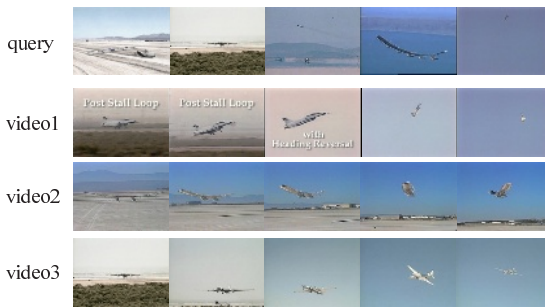 query
video1
Post Stall Loop
Post Stall Loop
with
Heading Reversal
video2
video3